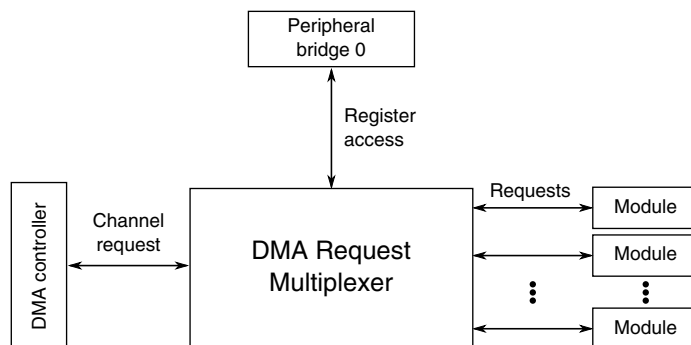 Peripheral
bridge 0
Register
access
Requests
Module
Channel
request
DMA controller
DMA Request
Multiplexer
Module
Module